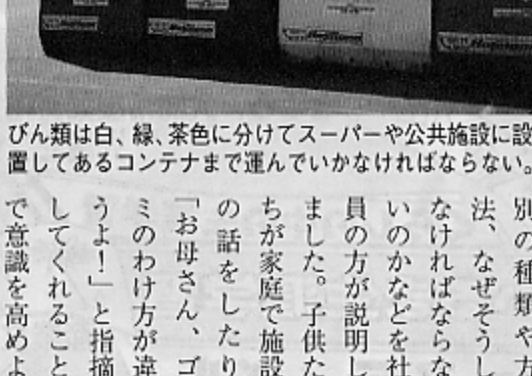 びん類は白、緑、茶色に分けてスーパーや公共施設に設
置してあるコンテナまで運んでいかなければならない。
別の種類や方
法、なぜそうし
なければならな
いのかなどを社
員の方が説明し
ました。子供た
ちが家庭で施設
の話をしたり
「お母さん、ゴ
ミのわけ方が違
うよ！」と指摘
してくれること
で意識を高めよ